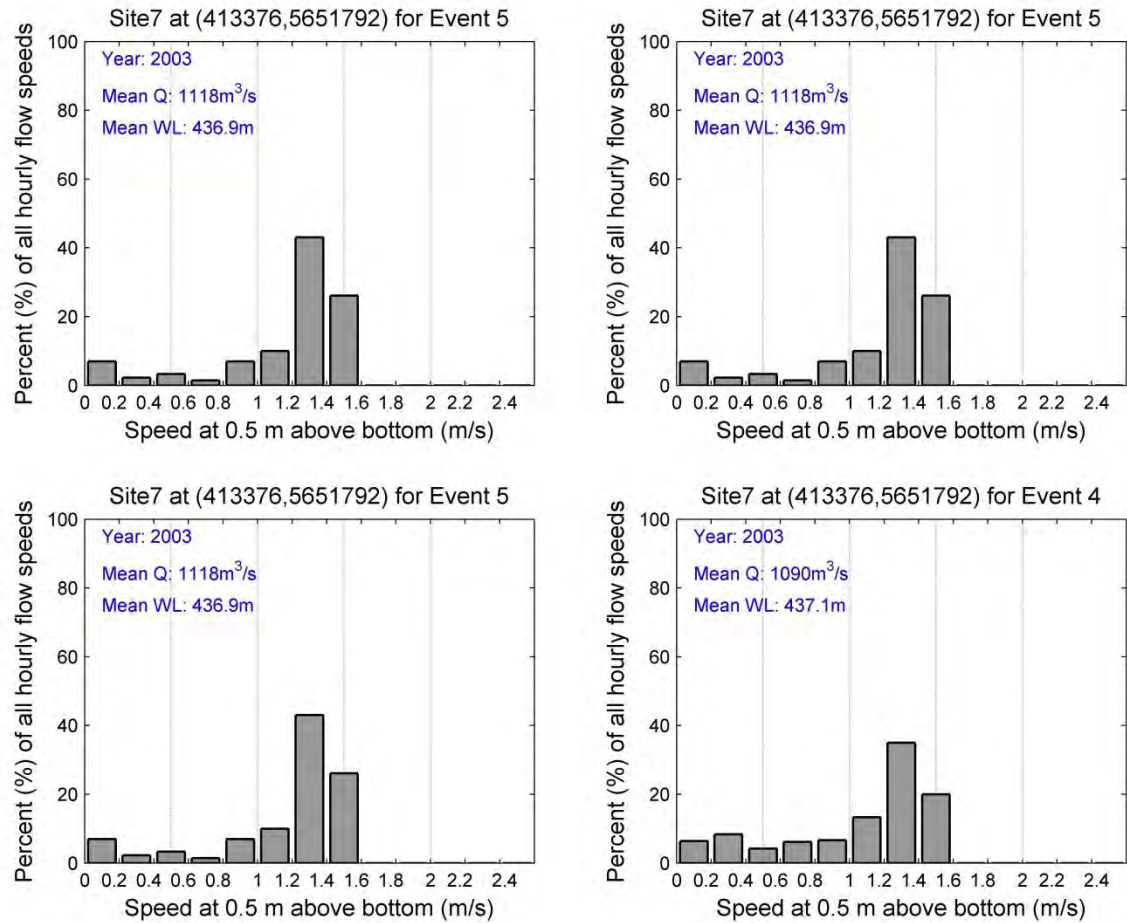 Site7 at (413376,5651792) for Event 5
Percent (%) of all hourly flow speeds
100
80
60
40
20
0
Year: 2003
Mean Q: 1118m³/s
Mean WL: 436.9m
0 0.2 0.4 0.6 0.8 1 1.2 1.4 1.6 1.8 2 2.2 2.4
Speed at 0.5 m above bottom (m/s)
Site7 at (413376,5651792) for Event 5
Percent (%) of all hourly flow speeds
100
80
60
40
20
0
Year: 2003
Mean Q: 1118m³/s
Mean WL: 436.9m
0 0.2 0.4 0.6 0.8 1 1.2 1.4 1.6 1.8 2 2.2 2.4
Speed at 0.5 m above bottom (m/s)
Site7 at (413376,5651792) for Event 5
Percent (%) of all hourly flow speeds
100
80
60
40
20
0
Year: 2003
Mean Q: 1118m³/s
Mean WL: 436.9m
0 0.2 0.4 0.6 0.8 1 1.2 1.4 1.6 1.8 2 2.2 2.4
Speed at 0.5 m above bottom (m/s)
Site7 at (413376,5651792) for Event 4
Percent (%) of all hourly flow speeds
100
80
60
40
20
0
Year: 2003
Mean Q: 1090m³/s
Mean WL: 437.1m
0 0.2 0.4 0.6 0.8 1 1.2 1.4 1.6 1.8 2 2.2 2.4
Speed at 0.5 m above bottom (m/s)